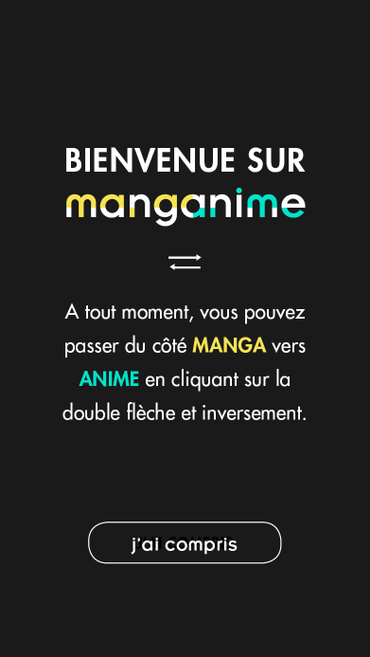 BIENVENUE SUR
manganime
A tout moment, vous pouvez
passer du côté MANGA vers
ANIME en cliquant sur la
double flèche et inversement.
j'ai compris